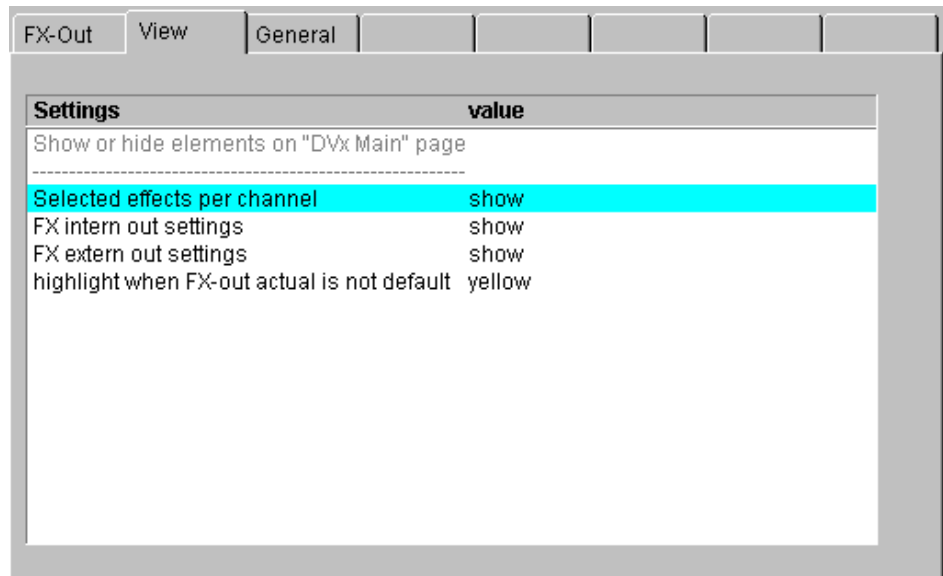 FX-Out View General
Settings value
Show or hide elements on "DVx Main" page
------------------------------------------------------------
Selected effects per channel show
FX intern out settings show
FX extern out settings show
highlight when FX-out actual is not default yellow